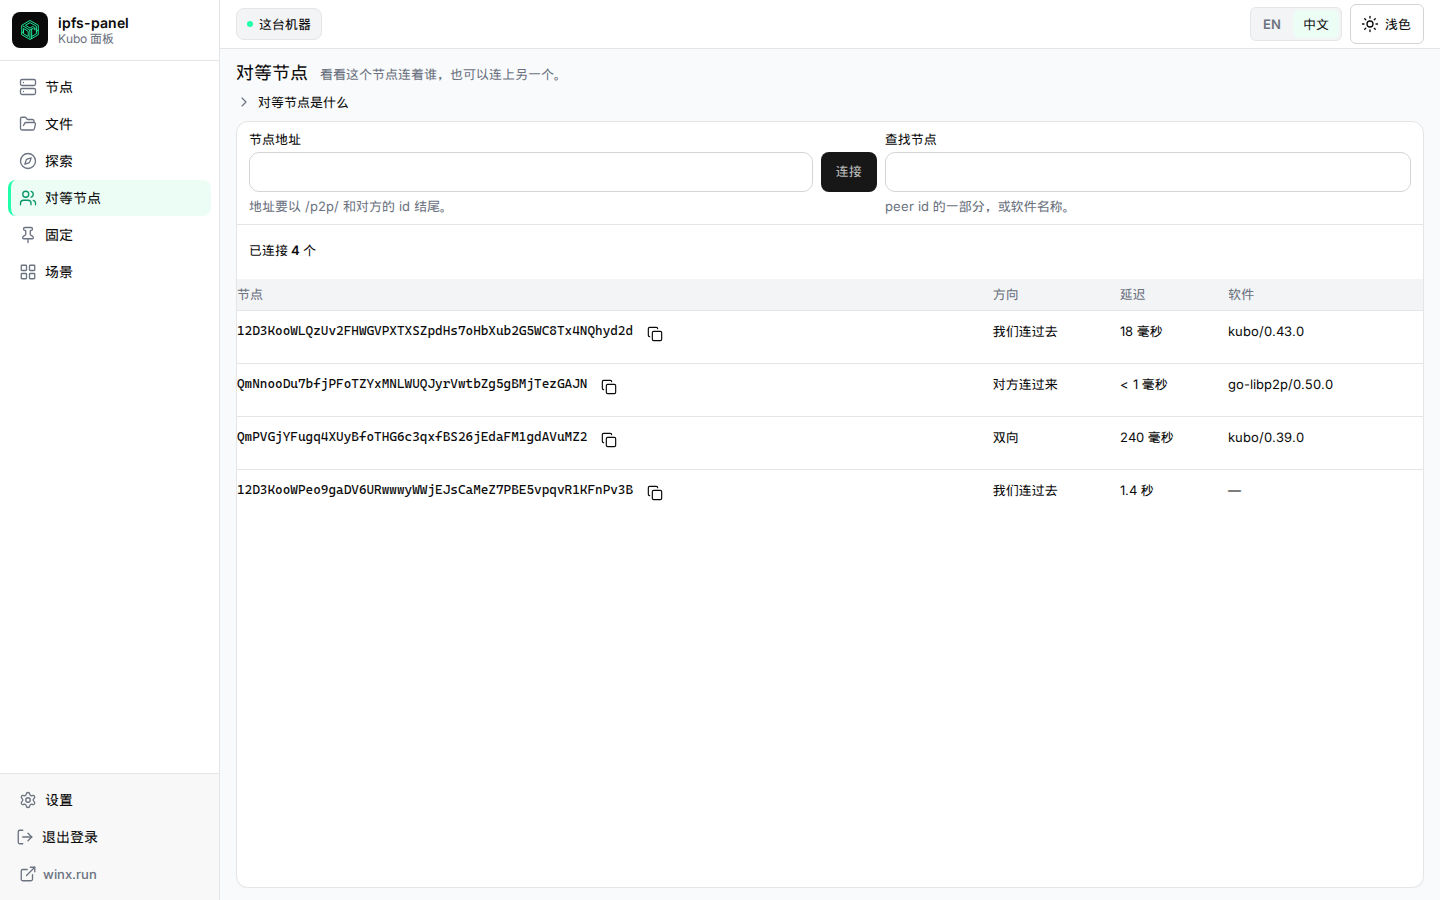 ipfs-panel
Kubo 面板
节点
文件
探索
对等节点
固定
场景
设置
退出登录
winx.run
这台机器
EN 中文 浅色
对等节点 看看这个节点连着谁，也可以连上另一个。
对等节点是什么
节点地址 查找节点
连接
地址要以 /p2p/ 和对方的 id 结尾。 peer id 的一部分，或软件名称。
已连接 4 个
节点 方向 延迟 软件
12D3KooWLQzUv2FHWGVPXTXSZpdHs7oHbXub2G5WC8Tx4NQhyd2d 我们连过去 18 毫秒 kubo/0.43.0
QmNnooDu7bfjPFoTZYxMNLWUQJyrVwtbZg5gBMjTezGAJN 对方连过来 < 1 毫秒 go-libp2p/0.50.0
QmPVGjYFugq4XUyBfoTHG6c3qxfBS26jEdaFM1gdAVuMZ2 双向 240 毫秒 kubo/0.39.0
12D3KooWPeo9gaDV6URwwwyWWjEJsCaMeZ7PBE5vpqvR1KFnPv3B 我们连过去 1.4 秒 —